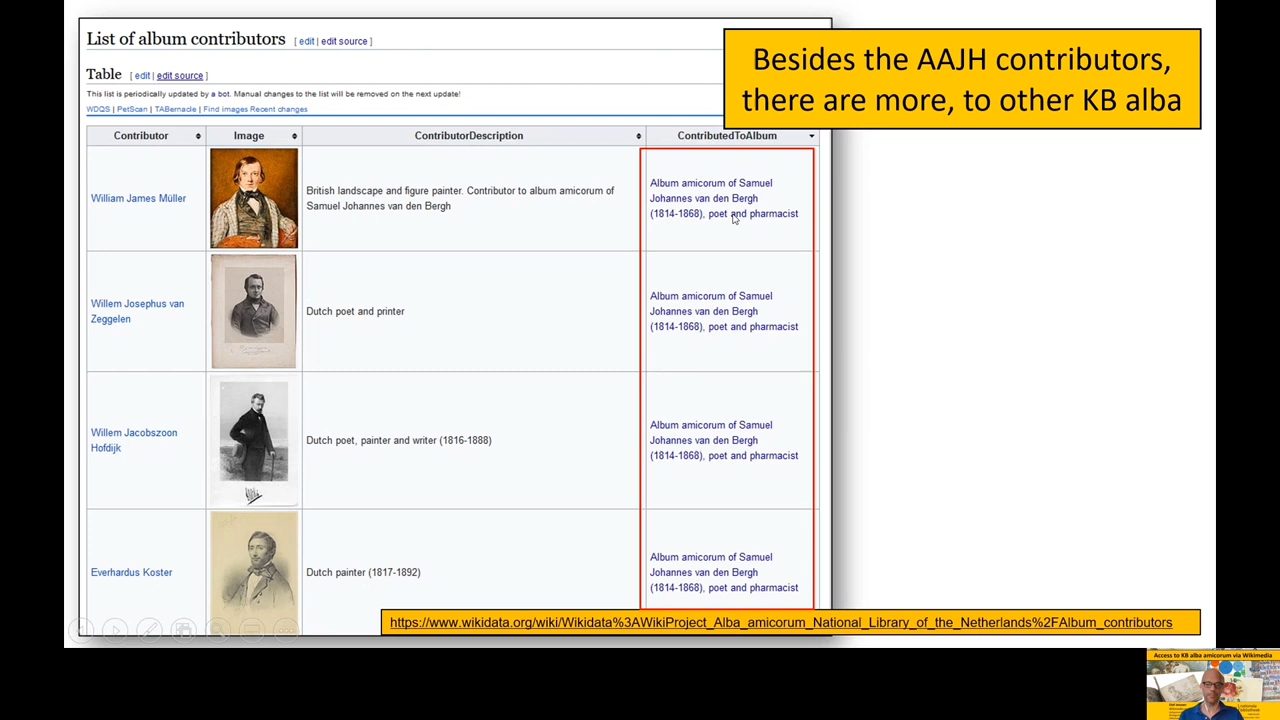 List of album contributors [ edit | edit source ]
Besides the AAJH contributors,
there are more, to other KB alba
Table [ edit | edit source ]
This list is periodically updated by a bot. Manual changes to the list will be removed on the next update!
WDQS | PetScan | TABernacle | Find images Recent changes
Contributor Image ContributorDescription ContributedToAlbum
William James Müller
British landscape and figure painter. Contributor to album amicorum of
Samuel Johannes van den Bergh
Album amicorum of Samuel
Johannes van den Bergh
(1814-1868), poet and pharmacist
Willem Josephus van
Zeggelen
Dutch poet and printer
Album amicorum of Samuel
Johannes van den Bergh
(1814-1868), poet and pharmacist
Willem Jacobszoon
Hofdijk
Dutch poet, painter and writer (1816-1888)
Album amicorum of Samuel
Johannes van den Bergh
(1814-1868), poet and pharmacist
Everhardus Koster
Dutch painter (1817-1892)
Album amicorum of Samuel
Johannes van den Bergh
(1814-1868), poet and pharmacist
https://www.wikidata.org/wiki/Wikidata%3AWikiProject_Alba_amicorum_National_Library_of_the_Netherlands%2FAlbum_contributors
Access to KB alba amicorum via Wikimedia